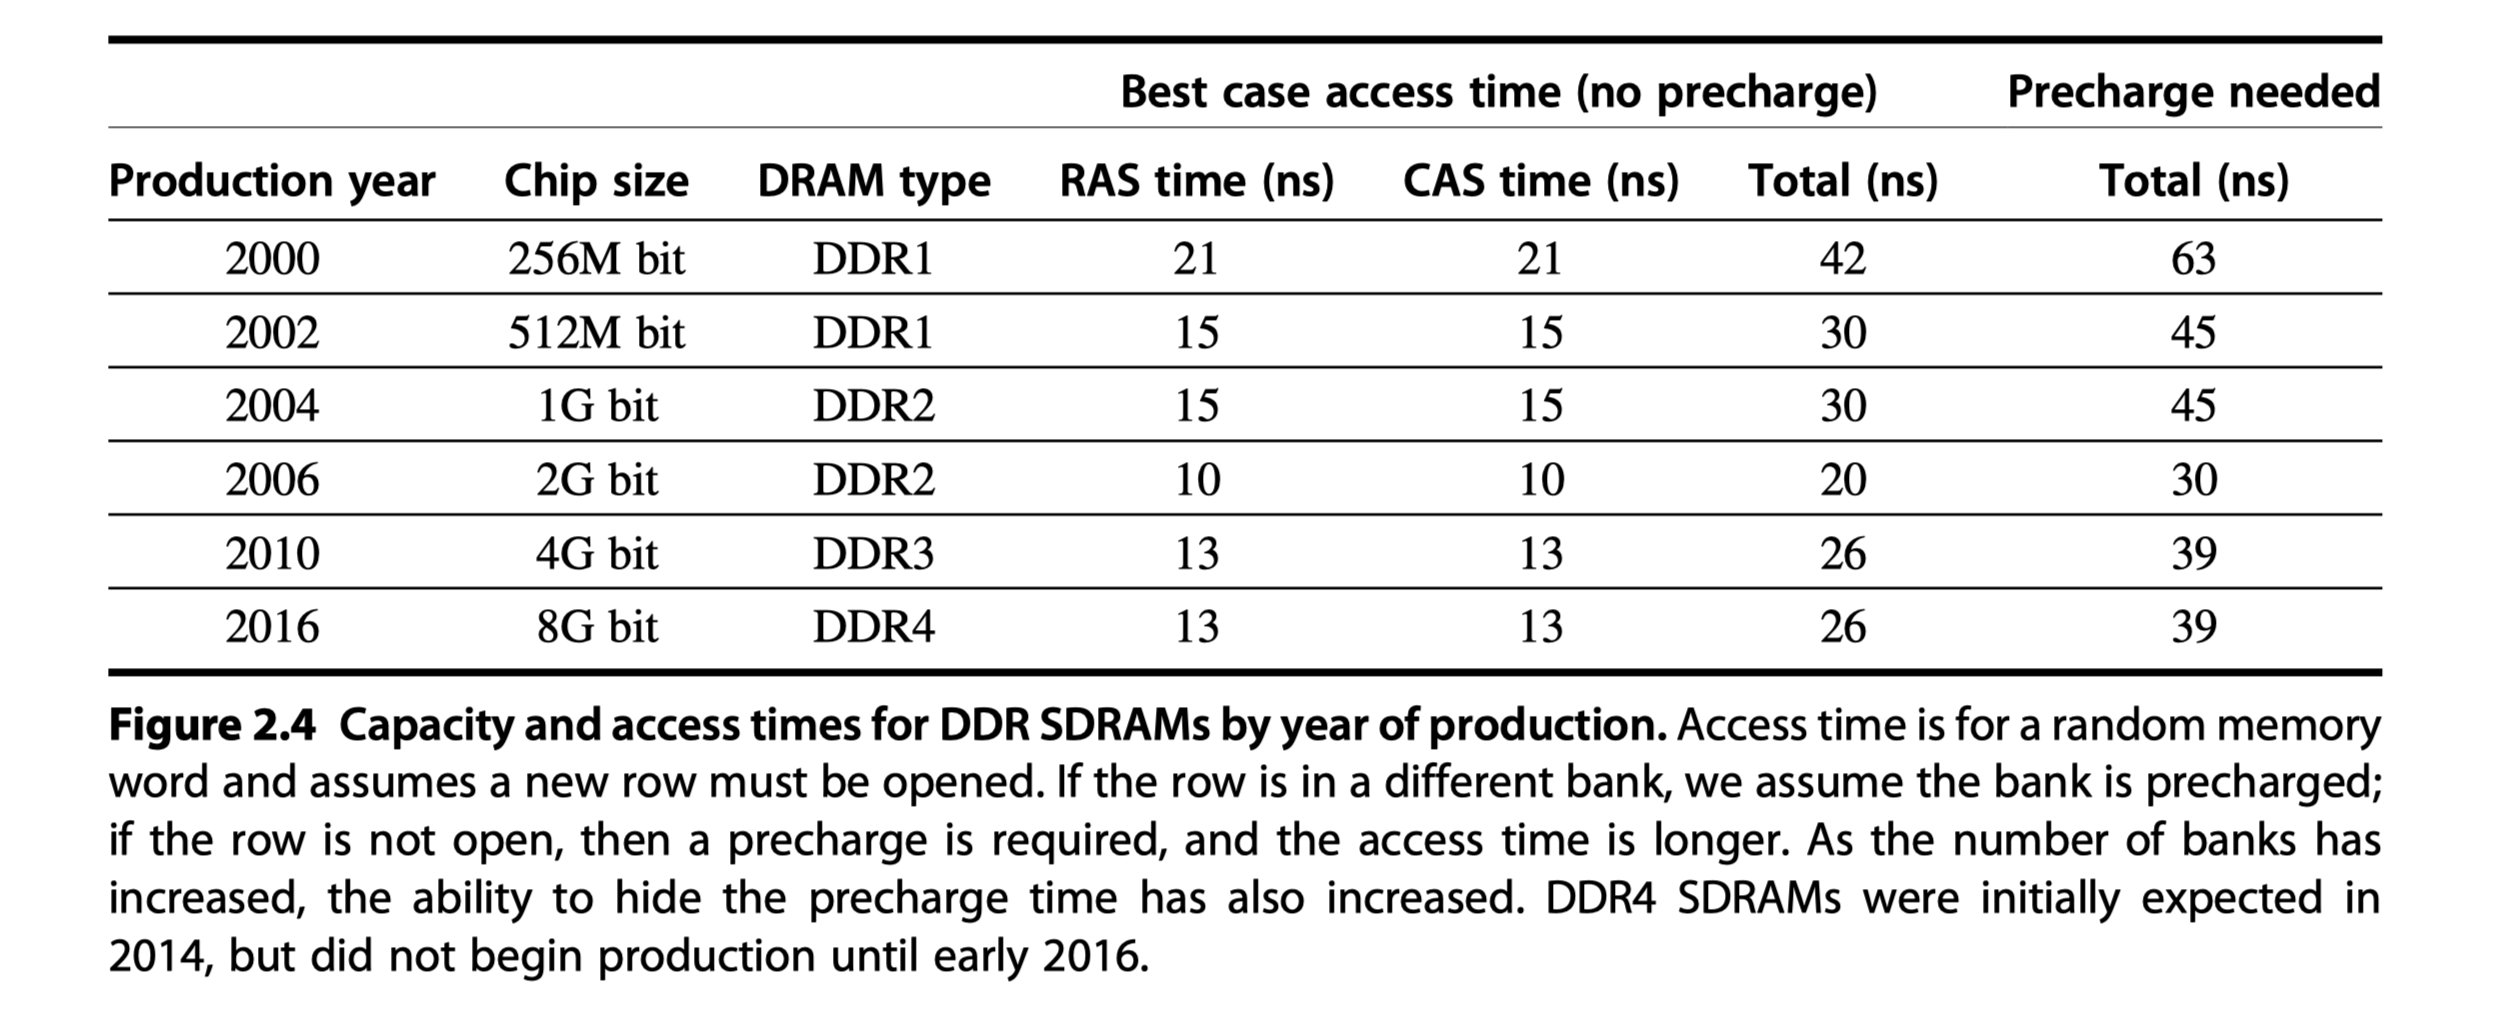 Best case access time (no precharge) Precharge needed
Production year Chip size DRAM type RAS time (ns) CAS time (ns) Total (ns) Total (ns)
2000 256M bit DDR1 21 21 42 63
2002 512M bit DDR1 15 15 30 45
2004 1G bit DDR2 15 15 30 45
2006 2G bit DDR2 10 10 20 30
2010 4G bit DDR3 13 13 26 39
2016 8G bit DDR4 13 13 26 39
Figure 2.4 Capacity and access times for DDR SDRAMs by year of production. Access time is for a random memory
word and assumes a new row must be opened. If the row is in a different bank, we assume the bank is precharged;
if the row is not open, then a precharge is required, and the access time is longer. As the number of banks has
increased, the ability to hide the precharge time has also increased. DDR4 SDRAMs were initially expected in
2014, but did not begin production until early 2016.